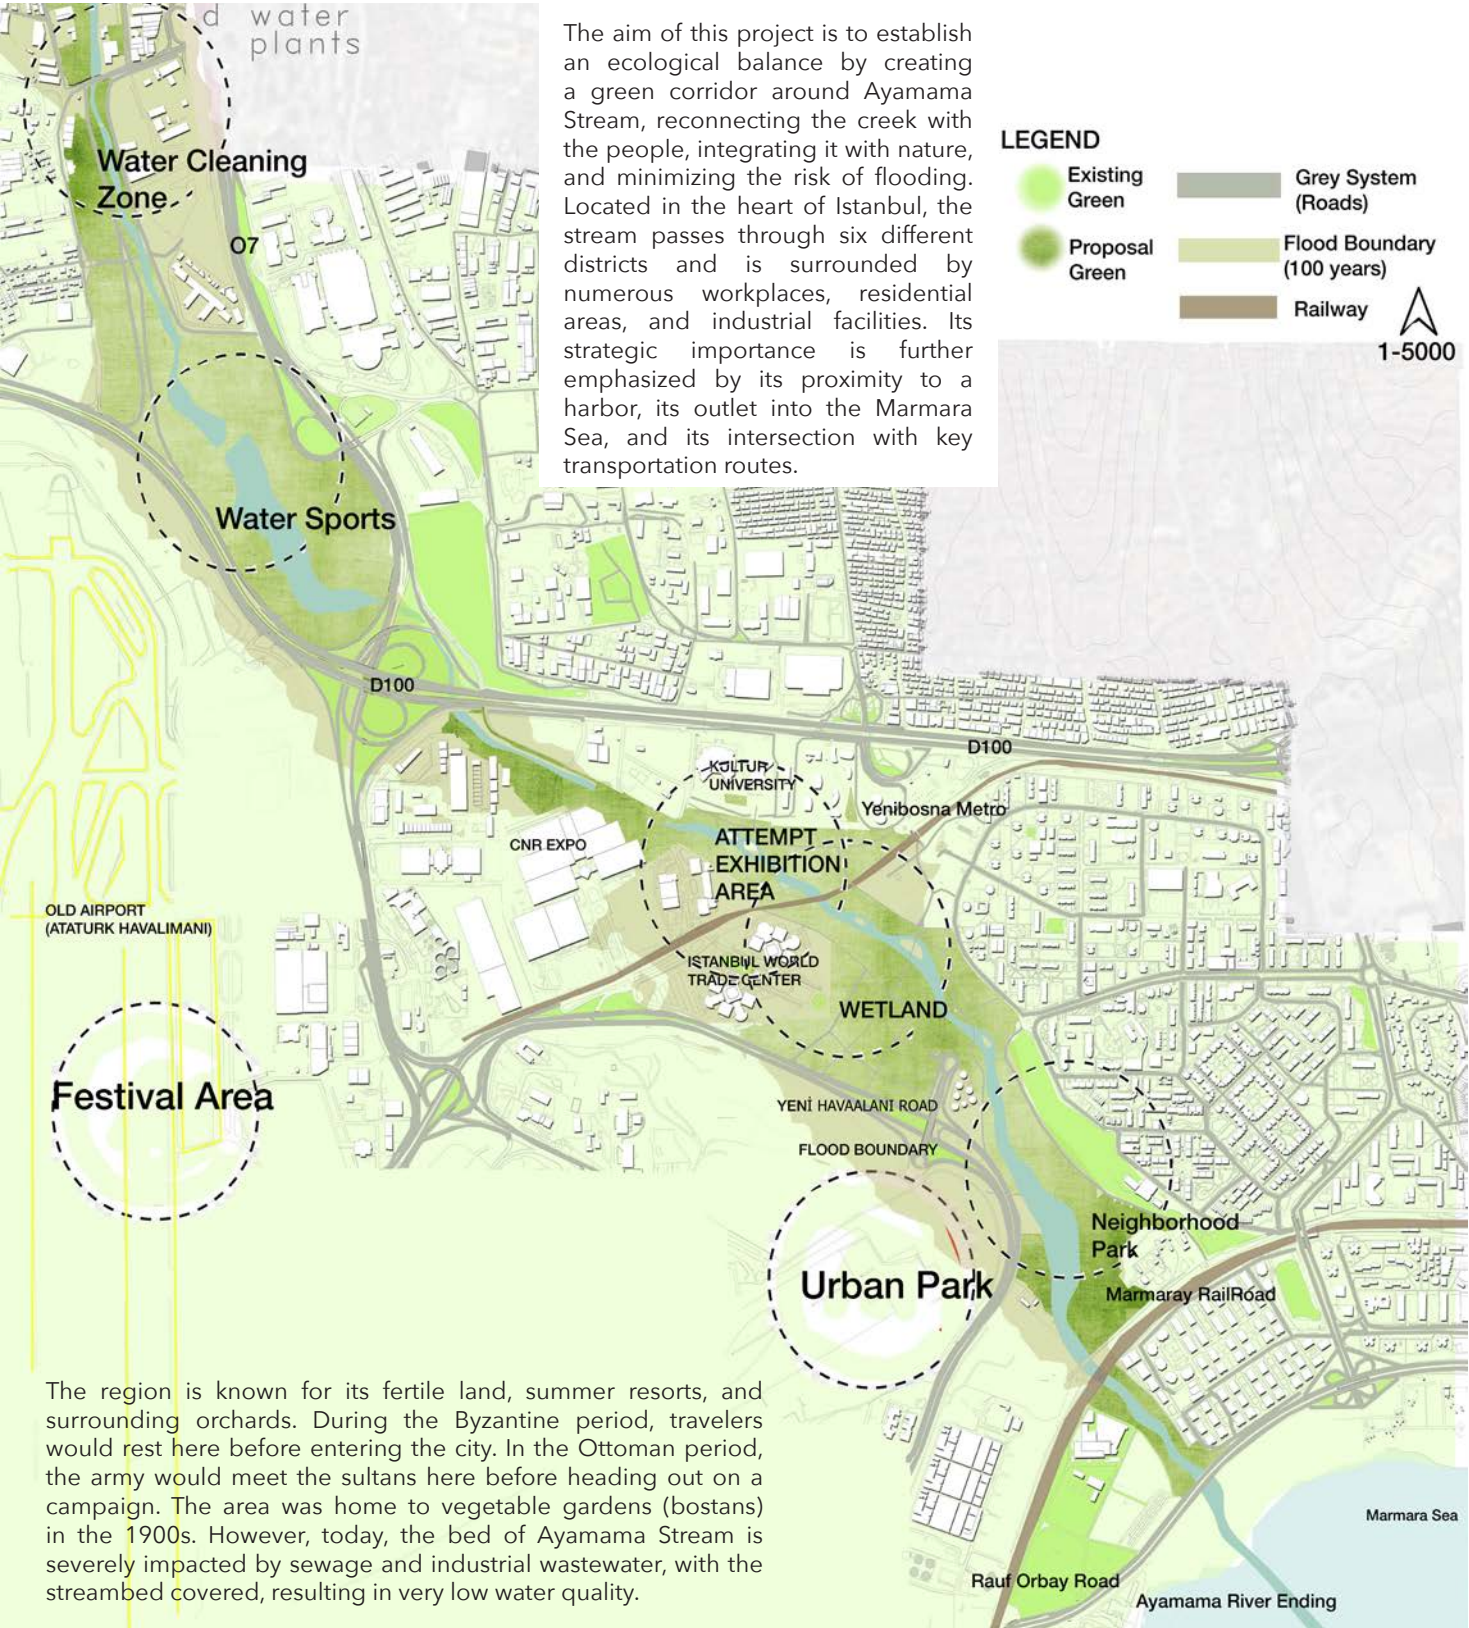 d water
plants
The aim of this project is to establish
an ecological balance by creating
a green corridor around Ayamama
Stream, reconnecting the creek with
the people, integrating it with nature,
and minimizing the risk of flooding.
Located in the heart of Istanbul, the
stream passes through six different
districts and is surrounded by
numerous workplaces, residential
areas, and industrial facilities. Its
strategic importance is further
emphasized by its proximity to a
harbor, its outlet into the Marmara
Sea, and its intersection with key
transportation routes.
LEGEND
Existing
Green
Proposal
Green
Grey System
(Roads)
Flood Boundary
(100 years)
Railway
1-5000
Water Cleaning
Zone
O7
Water Sports
D100
D100
KULTUR
UNIVERSITY
Yenibosna Metro
ATTEMPT
EXHIBITION
AREA
CNR EXPO
OLD AIRPORT
(ATATURK HAVALIMANI)
ISTANBUL WORLD
TRADE CENTER
WETLAND
Festival Area
YENİ HAVAALANI ROAD
FLOOD BOUNDARY
Neighborhood
Park
Urban Park
Marmaray RailRoad
The region is known for its fertile land, summer resorts, and
surrounding orchards. During the Byzantine period, travelers
would rest here before entering the city. In the Ottoman period,
the army would meet the sultans here before heading out on a
campaign. The area was home to vegetable gardens (bostans)
in the 1900s. However, today, the bed of Ayamama Stream is
severely impacted by sewage and industrial wastewater, with the
streambed covered, resulting in very low water quality.
Marmara Sea
Rauf Orbay Road
Ayamama River Ending